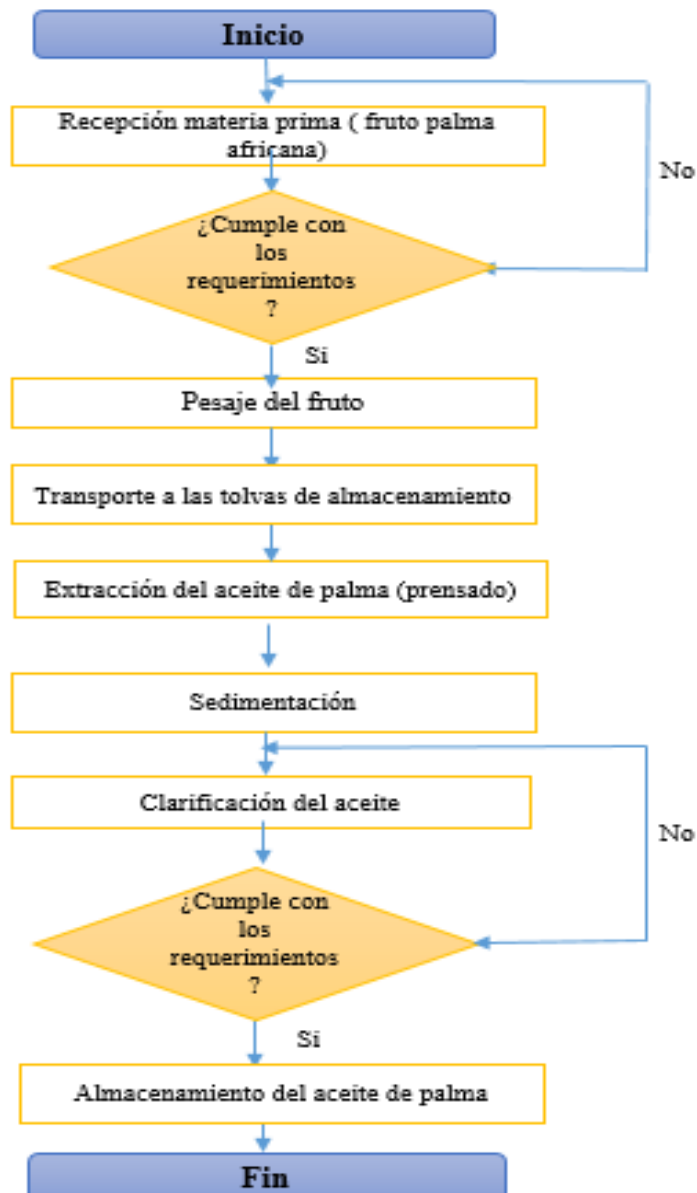 Inicio
Recepción materia prima ( fruto palma
africana)
No
¿Cumple con
los
requerimientos
?
Si
Pesaje del fruto
Transporte a las tolvas de almacenamiento
Extracción del aceite de palma (prensado)
Sedimentación
Clarificación del aceite
No
¿Cumple con
los
requerimientos
?
Si
Almacenamiento del aceite de palma
Fin